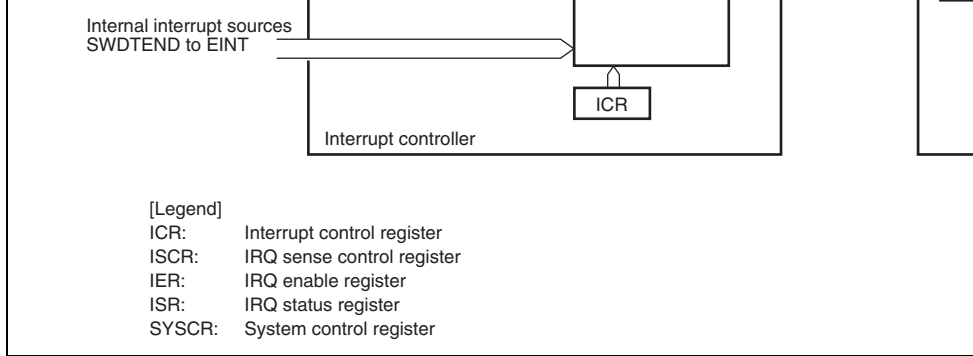 Internal interrupt sources
SWDTEND to EINT
ICR
Interrupt controller
[Legend]
ICR: Interrupt control register
ISCR: IRQ sense control register
IER: IRQ enable register
ISR: IRQ status register
SYSCR: System control register